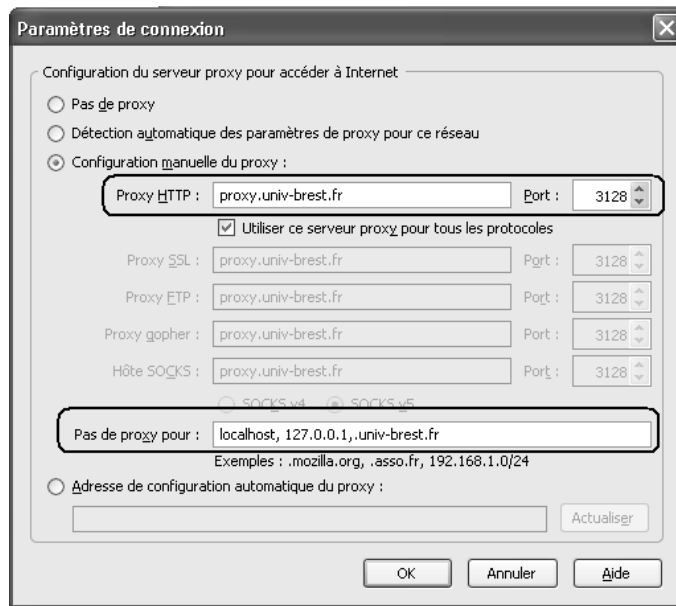 Paramètres de connexion
Configuration du serveur proxy pour accéder à Internet
Pas de proxy
Détection automatique des paramètres de proxy pour ce réseau
Configuration manuelle du proxy :
Proxy HTTP : proxy.univ-brest.fr Port : 3128
Utiliser ce serveur proxy pour tous les protocoles
Proxy SSL : proxy.univ-brest.fr Port : 3128
Proxy FTP : proxy.univ-brest.fr Port : 3128
Proxy gopher : proxy.univ-brest.fr Port : 3128
Hôte SOCKS : proxy.univ-brest.fr Port : 3128
SOCKS v4 SOCKS v5
Pas de proxy pour : localhost, 127.0.0.1,.univ-brest.fr
Exemples : .mozilla.org, .asso.fr, 192.168.1.0/24
Adresse de configuration automatique du proxy :
Actualiser
OK Annuler Aide